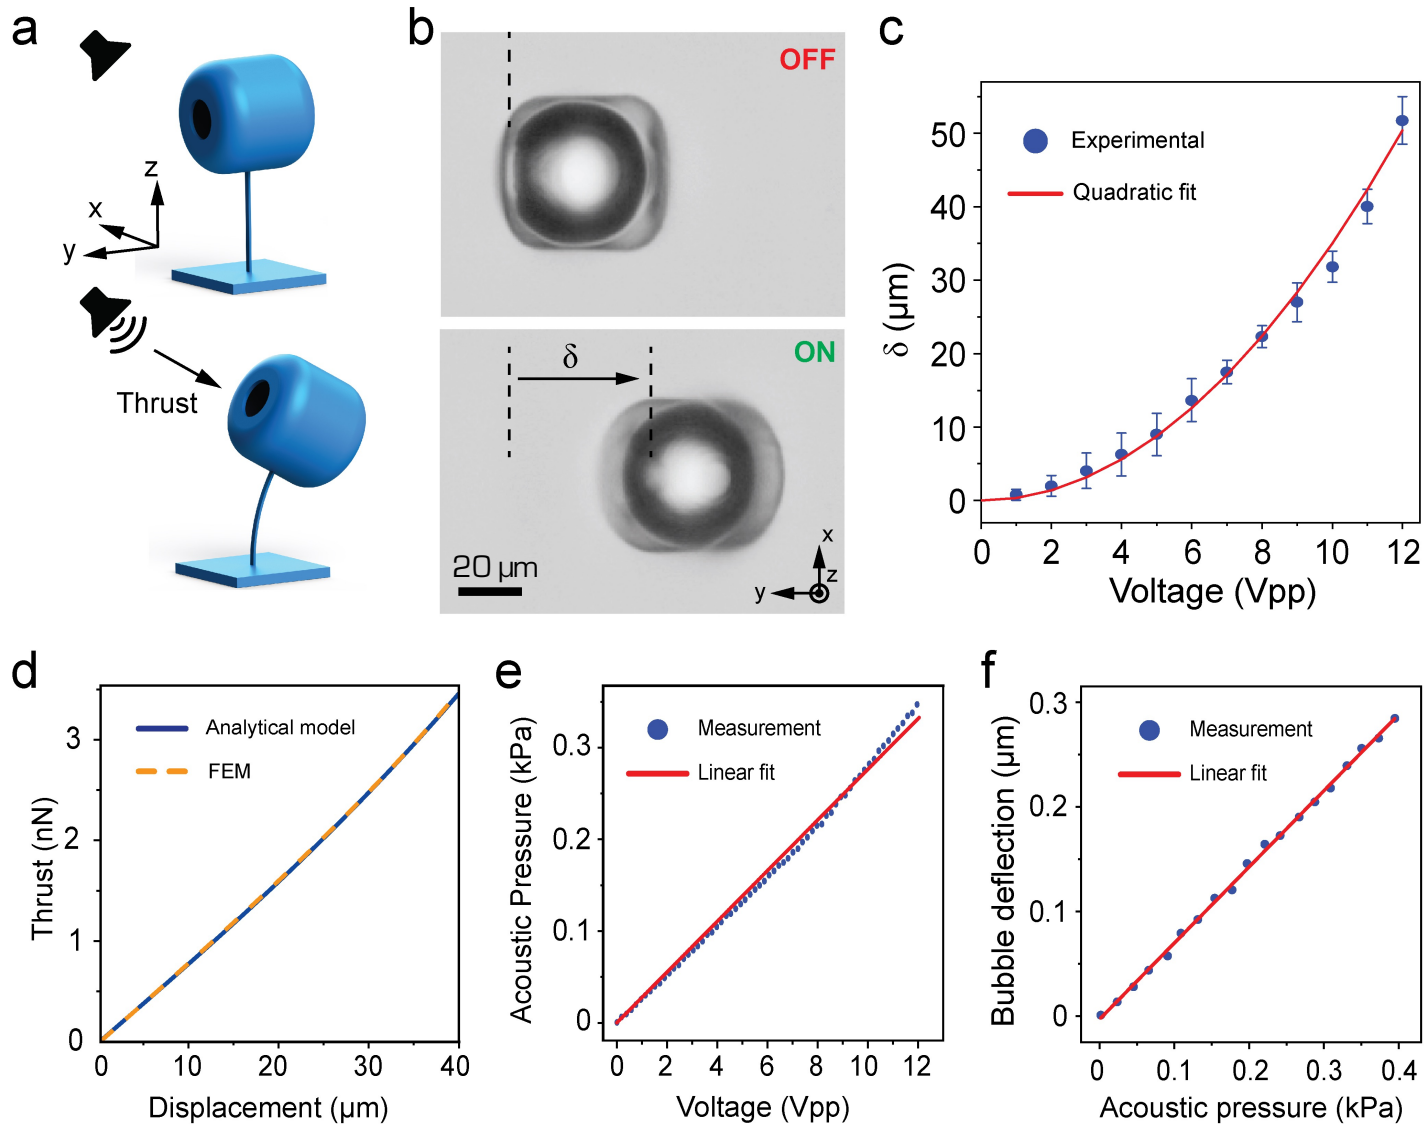 a
z
x
y
Thrust
b
OFF
ON
δ
20 µm
x
z
y
c
Experimental
Quadratic fit
50
40
30
20
10
0
δ (µm)
0 2 4 6 8 10 12
Voltage (Vpp)
d
Analytical model
FEM
3
2
1
0
Thrust (nN)
0 10 20 30 40
Displacement (µm)
e
Measurement
Linear fit
0.3
0.2
0.1
0
Acoustic Pressure (kPa)
0 2 4 6 8 10 12
Voltage (Vpp)
f
Measurement
Linear fit
0.3
0.2
0.1
0
Bubble deflection (µm)
0 0.1 0.2 0.3 0.4
Acoustic pressure (kPa)